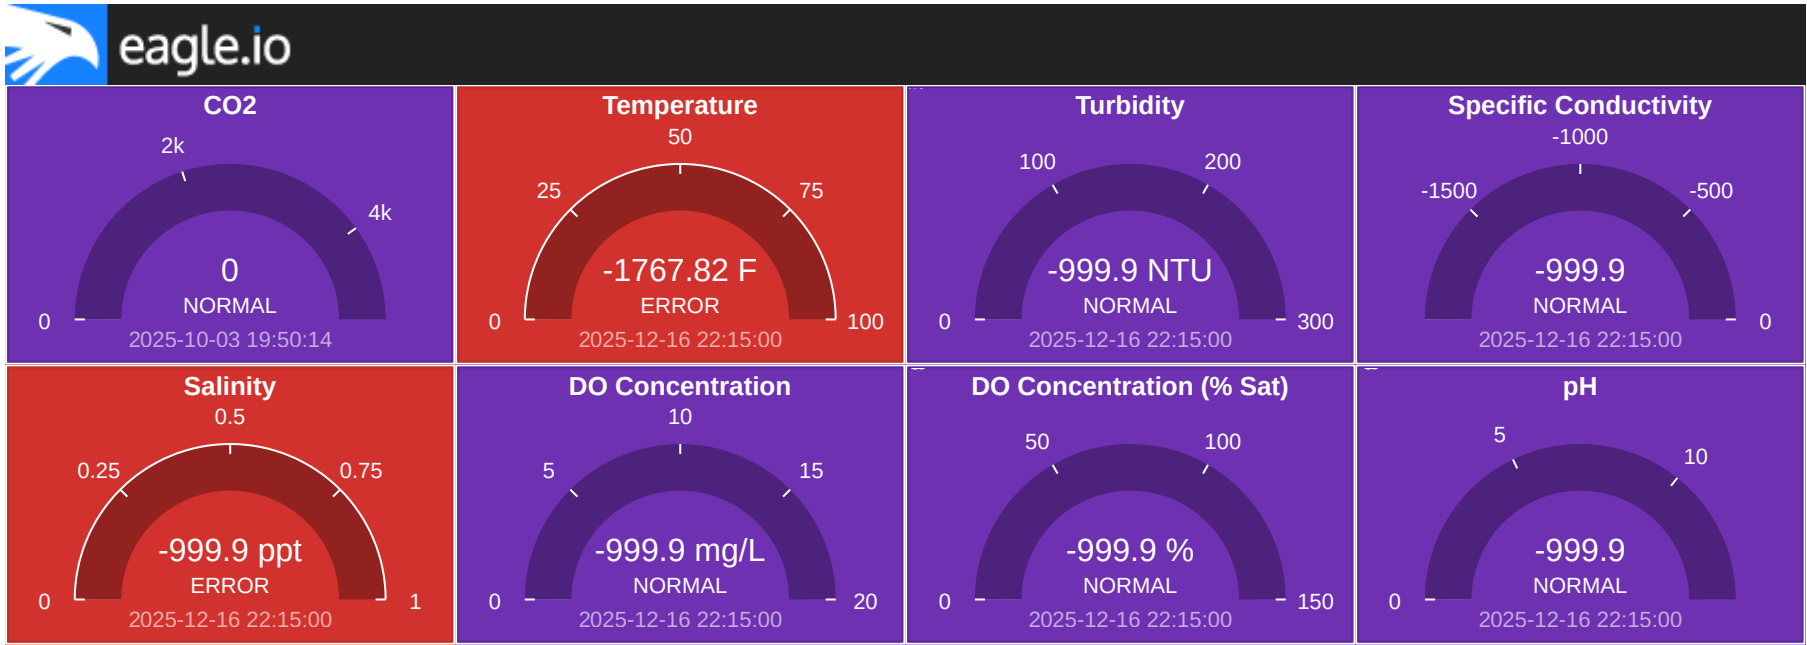 eagle.io
CO2
2k
4k
0
NORMAL
0
2025-10-03 19:50:14
Temperature
50
25
75
-1767.82 F
ERROR
0
100
2025-12-16 22:15:00
Turbidity
100
200
-999.9 NTU
NORMAL
0
300
2025-12-16 22:15:00
Specific Conductivity
-1000
-1500
-500
-999.9
NORMAL
0
2025-12-16 22:15:00
Salinity
0.5
0.25
0.75
-999.9 ppt
ERROR
0
1
2025-12-16 22:15:00
DO Concentration
10
5
15
-999.9 mg/L
NORMAL
0
20
2025-12-16 22:15:00
DO Concentration (% Sat)
50
100
-999.9 %
NORMAL
0
150
2025-12-16 22:15:00
pH
5
10
-999.9
NORMAL
0
2025-12-16 22:15:00